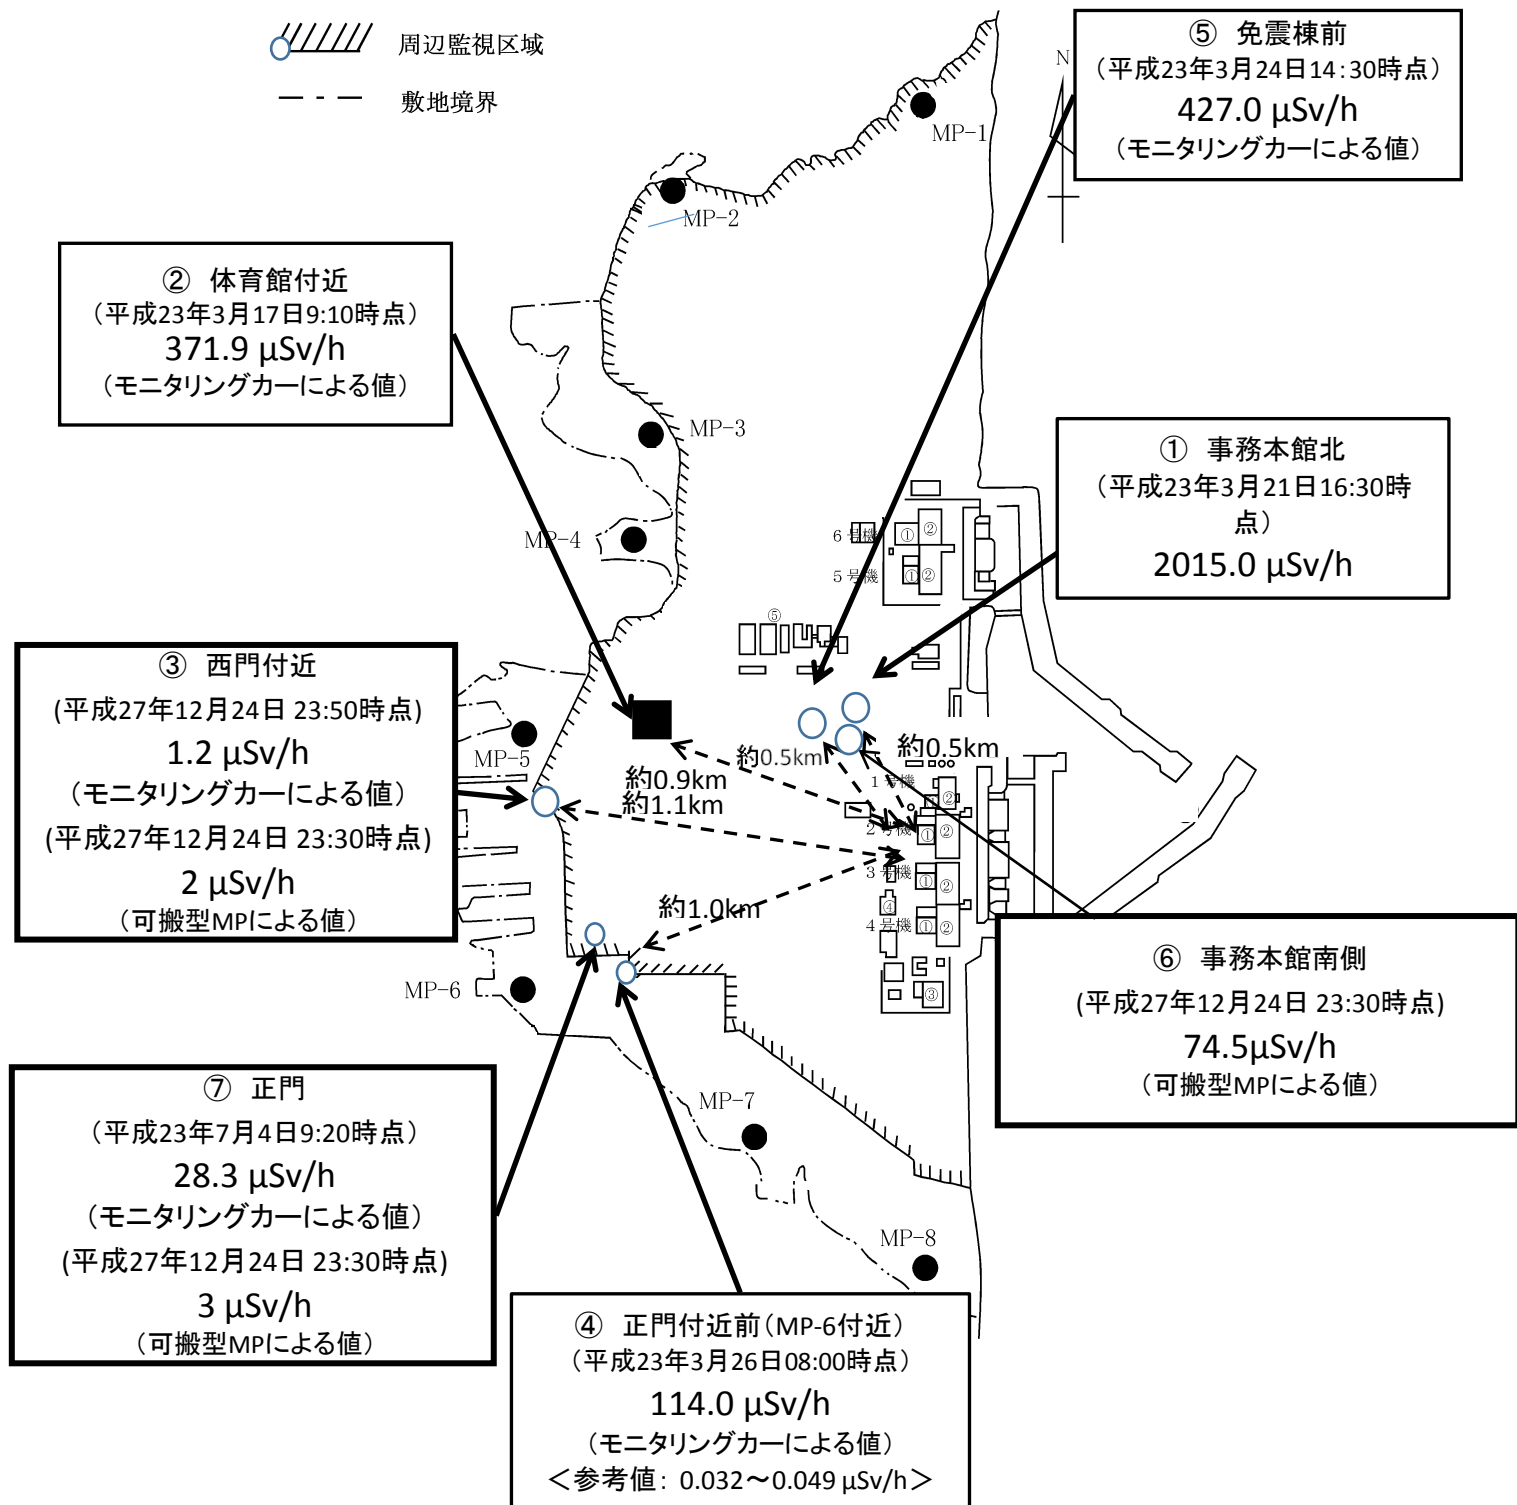 周辺監視区域
敷地境界
⑤ 免震棟前
（平成23年3月24日14:30時点）
427.0 µSv/h
（モニタリングカーによる値）
N
MP-1
MP-2
② 体育館付近
（平成23年3月17日9:10時点）
371.9 µSv/h
（モニタリングカーによる値）
MP-3
MP-4
① 事務本館北
（平成23年3月21日16:30時
点）
2015.0 µSv/h
6号機
① ②
5号機
① ②
⑤
③ 西門付近
(平成27年12月24日 23:50時点)
1.2 µSv/h
（モニタリングカーによる値）
(平成27年12月24日 23:30時点)
2 µSv/h
（可搬型MPによる値）
MP-5
約0.5km
約0.5km
約0.9km
約1.1km
約1.0km
1号機
①
②
2号機
① ②
3号機
① ②
④
4号機
① ②
③
MP-6
⑥ 事務本館南側
(平成27年12月24日 23:30時点)
74.5µSv/h
（可搬型MPによる値）
⑦ 正門
（平成23年7月4日9:20時点）
28.3 µSv/h
（モニタリングカーによる値）
(平成27年12月24日 23:30時点)
3 µSv/h
（可搬型MPによる値）
MP-7
MP-8
④ 正門付近前（MP-6付近）
（平成23年3月26日08:00時点）
114.0 µSv/h
（モニタリングカーによる値）
＜参考値: 0.032～0.049 µSv/h＞